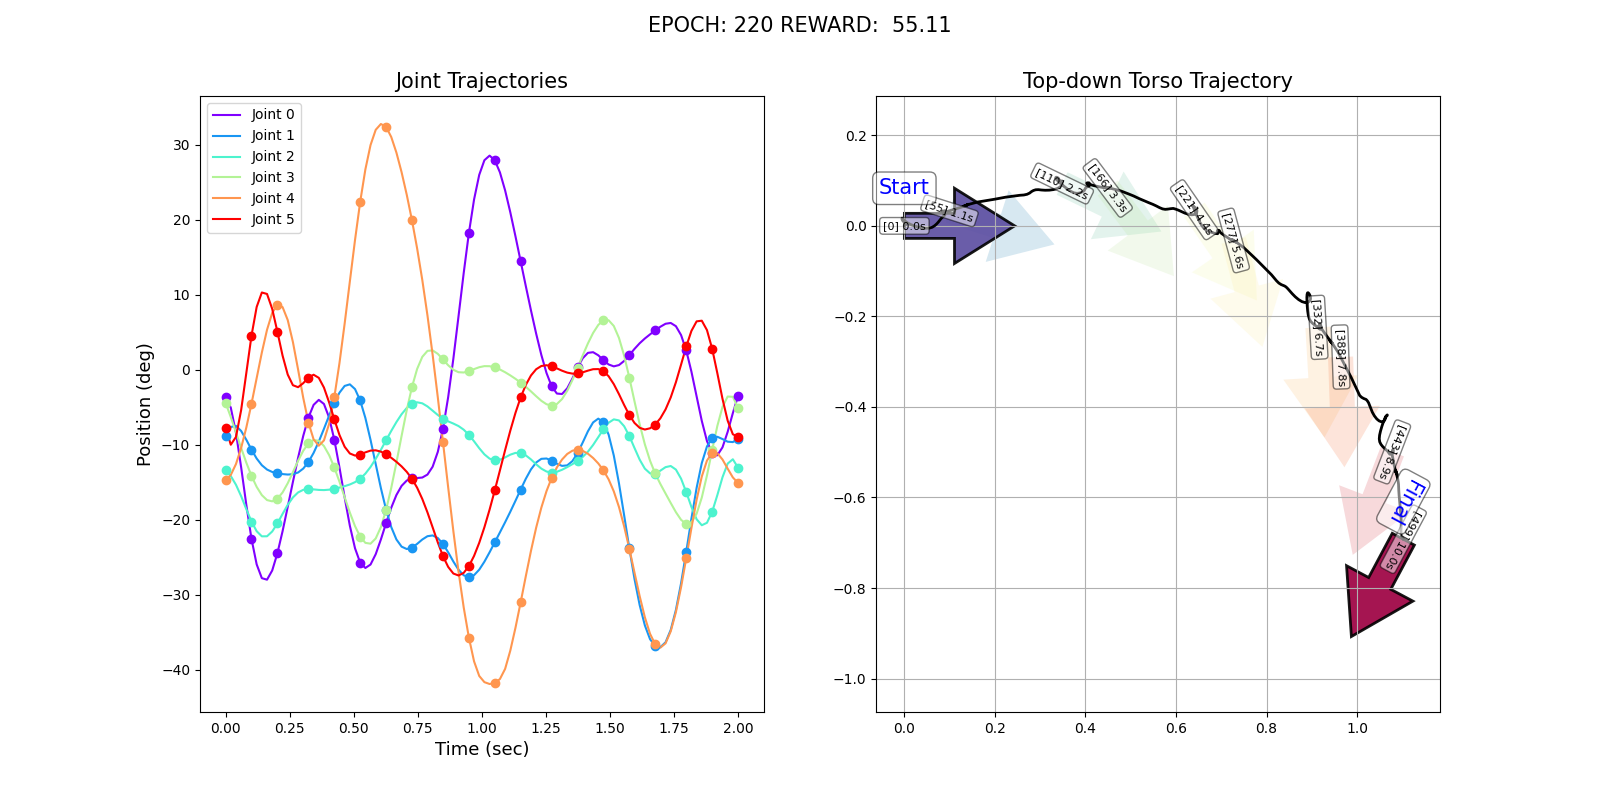 EPOCH: 220 REWARD:  55.11
Joint Trajectories
Joint 0
Joint 1
Joint 2
Joint 3
Joint 4
Joint 5
Position (deg)
30
20
10
0
−10
−20
−30
−40
0.00 0.25 0.50 0.75 1.00 1.25 1.50 1.75 2.00
Time (sec)
Top-down Torso Trajectory
0.2
0.0
−0.2
−0.4
−0.6
−0.8
−1.0
0.0 0.2 0.4 0.6 0.8 1.0
Start
[0] 0.0s
[55] 1.1s
[110] 2.2s
[166] 3.3s
[221] 4.4s
[277] 5.6s
[332] 6.7s
[388] 7.8s
[443] 8.9s
Final
[499] 10.0s